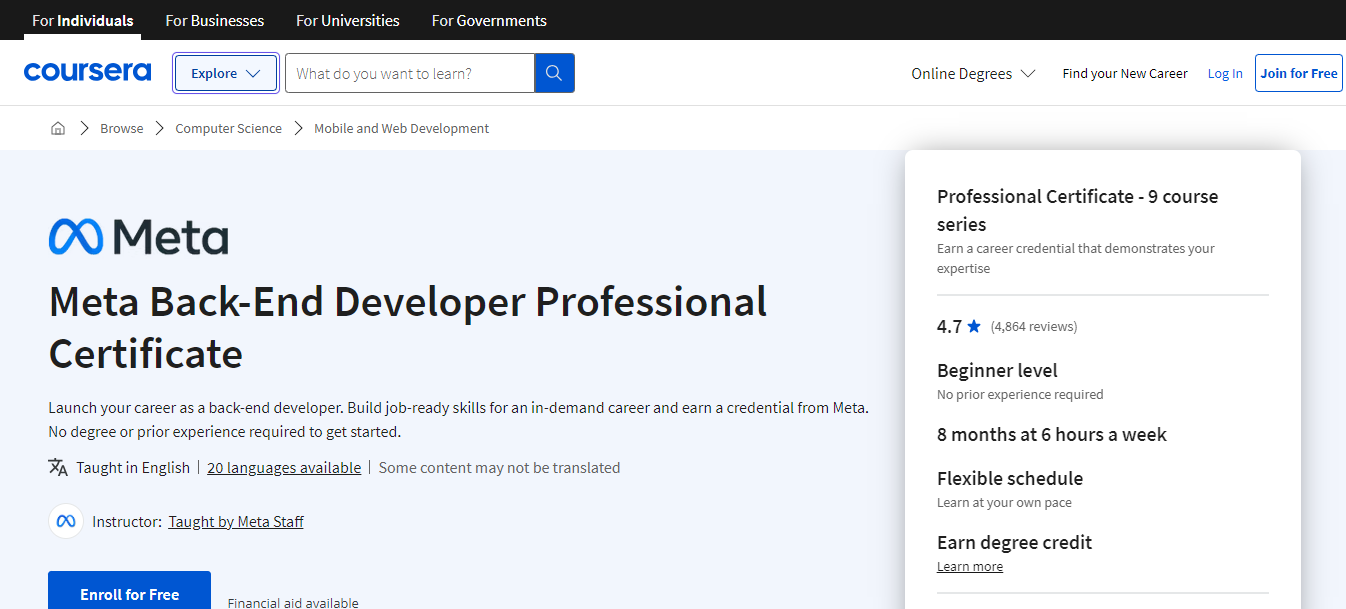 For Individuals For Businesses For Universities For Governments
coursera Explore What do you want to learn? Online Degrees Find your New Career Log In Join for Free
Browse Computer Science Mobile and Web Development
Meta
Meta Back-End Developer Professional
Certificate
Launch your career as a back-end developer. Build job-ready skills for an in-demand career and earn a credential from Meta.
No degree or prior experience required to get started.
Taught in English | 20 languages available | Some content may not be translated
Instructor: Taught by Meta Staff
Enroll for Free
Financial aid available
Professional Certificate - 9 course
series
Earn a career credential that demonstrates your
expertise
4.7 ★ (4,864 reviews)
Beginner level
No prior experience required
8 months at 6 hours a week
Flexible schedule
Learn at your own pace
Earn degree credit
Learn more